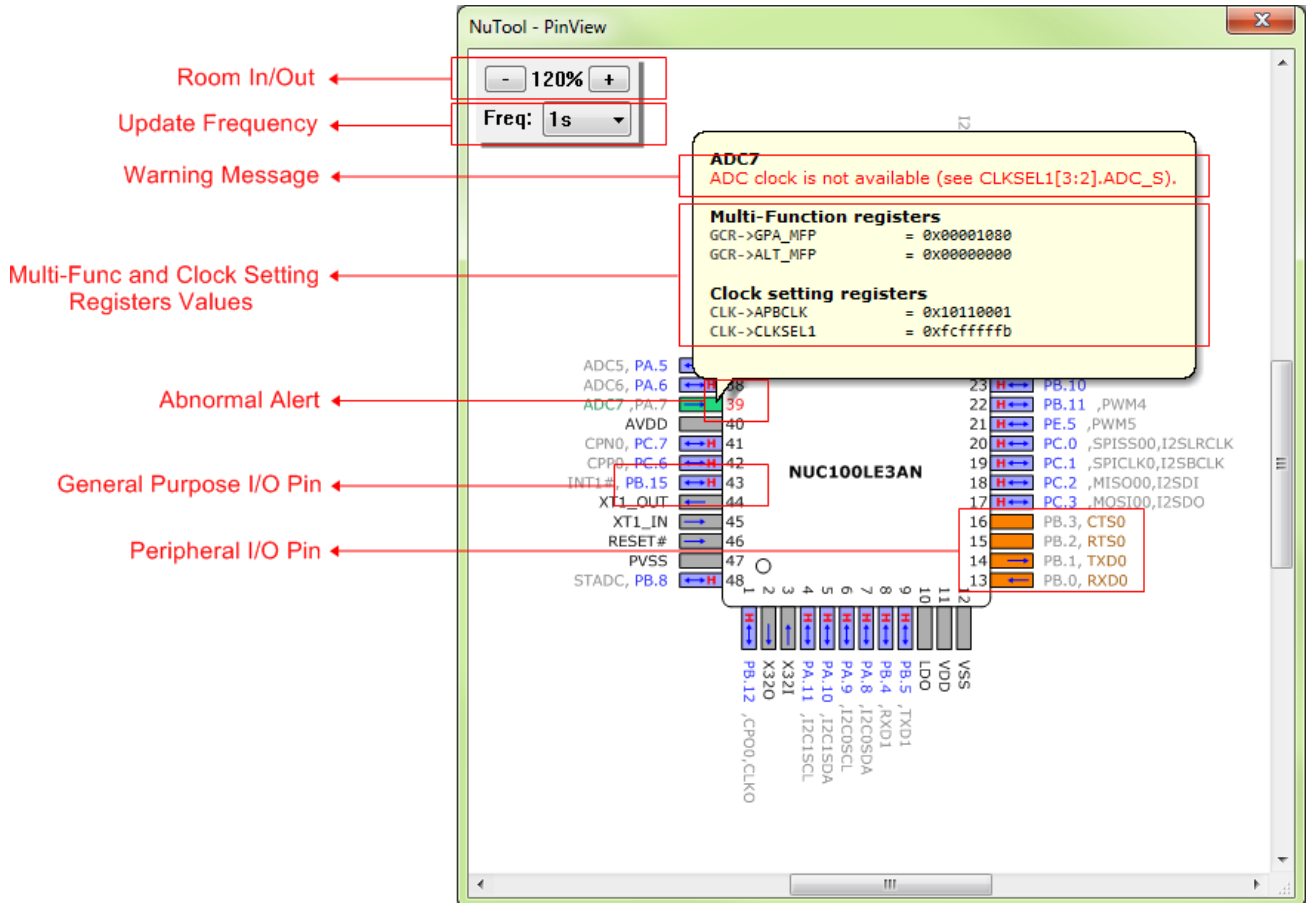 NuTool - PinView
X
Room In/Out
- 120% +
Update Frequency
Freq: 1s
I2
Warning Message
ADC7
ADC clock is not available (see CLKSEL1[3:2].ADC_S).
Multi-Func and Clock Setting
Registers Values
Multi-Function registers
GCR->GPA_MFP = 0x00001080
GCR->ALT_MFP = 0x00000000
Clock setting registers
CLK->APBCLK = 0x10110001
CLK->CLKSEL1 = 0xfcfffffb
Abnormal Alert
General Purpose I/O Pin
Peripheral I/O Pin
ADC5, PA.5
ADC6, PA.6 H 38
ADC7 ,PA.7 39
AVDD 40
CPN0, PC.7 H 41
CPP0, PC.6 H 42
INT1#, PB.15 H 43
XT1_OUT 44
XT1_IN 45
RESET# 46
PVSS 47
STADC, PB.8 H 48
NUC100LE3AN
23 H PB.10
22 H PB.11 ,PWM4
21 H PE.5 ,PWM5
20 H PC.0 ,SPISS00,I2SLRCLK
19 H PC.1 ,SPICLK0,I2SBCLK
18 H PC.2 ,MISO00,I2SDI
17 H PC.3 ,MOSI00,I2SDO
16 PB.3, CTS0
15 PB.2, RTS0
14 PB.1, TXD0
13 PB.0, RXD0
1 H PB.12 ,CPO0,CLKO
2 X32O
3 X32I
4 H PA.11 ,I2C1SCL
5 H PA.10 ,I2C1SDA
6 H PA.9 ,I2C0SCL
7 H PA.8 ,I2C0SDA
8 H PB.4 ,RXD1
9 H PB.5 ,TXD1
10 LDO
11 VDD
12 VSS